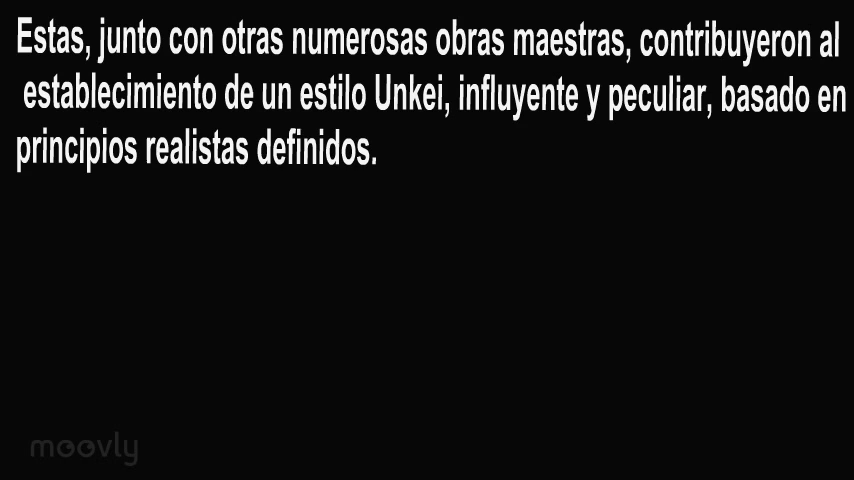 Estas, junto con otras numerosas obras maestras, contribuyeron al
establecimiento de un estilo Unkei, influyente y peculiar, basado en
principios realistas definidos.
moovly